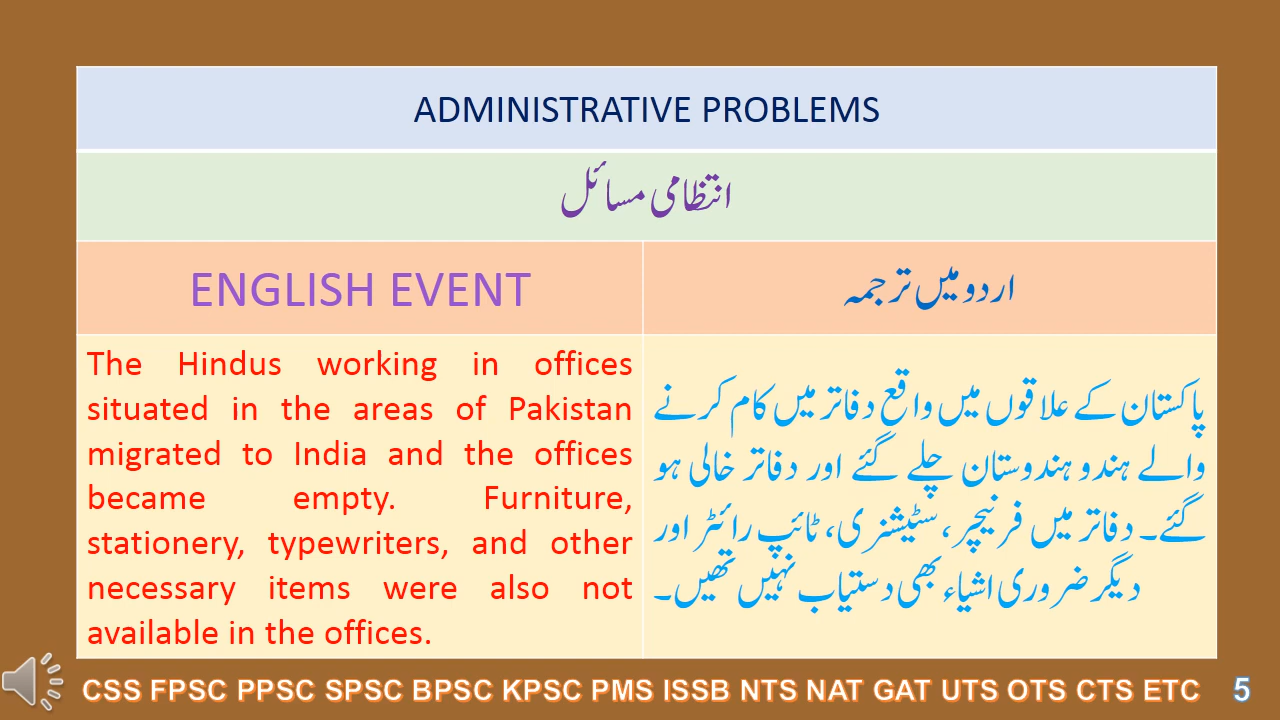 ADMINISTRATIVE PROBLEMS
انتظامی مسائل
ENGLISH EVENT
اردو میں ترجمہ
The Hindus working in offices
situated in the areas of Pakistan
migrated to India and the offices
became empty. Furniture,
stationery, typewriters, and other
necessary items were also not
available in the offices.
پاکستان کے علاقوں میں واقع دفاتر میں کام کرنے
والے ہندو ہندوستان چلے گئے اور دفاتر خالی ہو
گئے۔ دفاتر میں فرنیچر، سٹیشنری، ٹائپ رائٹر اور
دیگر ضروری اشیاء بھی دستیاب نہیں تھیں۔
CSS FPSC PPSC SPSC BPSC KPSC PMS ISSB NTS NAT GAT UTS OTS CTS ETC 5